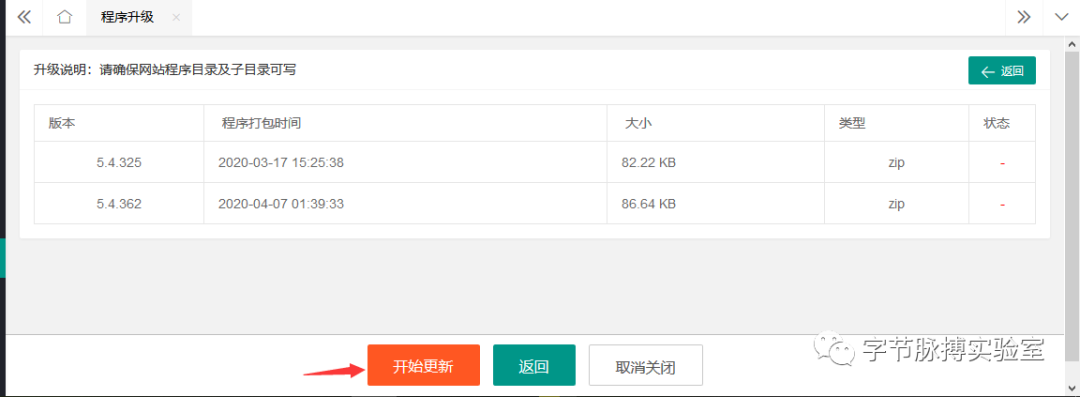 程序升级
升级说明：请确保网站程序目录及子目录可写
返回
版本 程序打包时间 大小 类型 状态
5.4.325 2020-03-17 15:25:38 82.22 KB zip -
5.4.362 2020-04-07 01:39:33 86.64 KB zip -
开始更新 返回 取消关闭
字节脉搏实验室